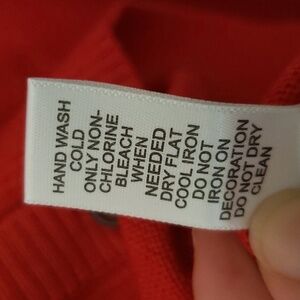 HAND WASH
COLD
ONLY NON-
CHLORINE
BLEACH
WHEN
NEEDED
DRY FLAT
COOL IRON
DO NOT
IRON ON
DECORATION
DO NOT DRY
CLEAN